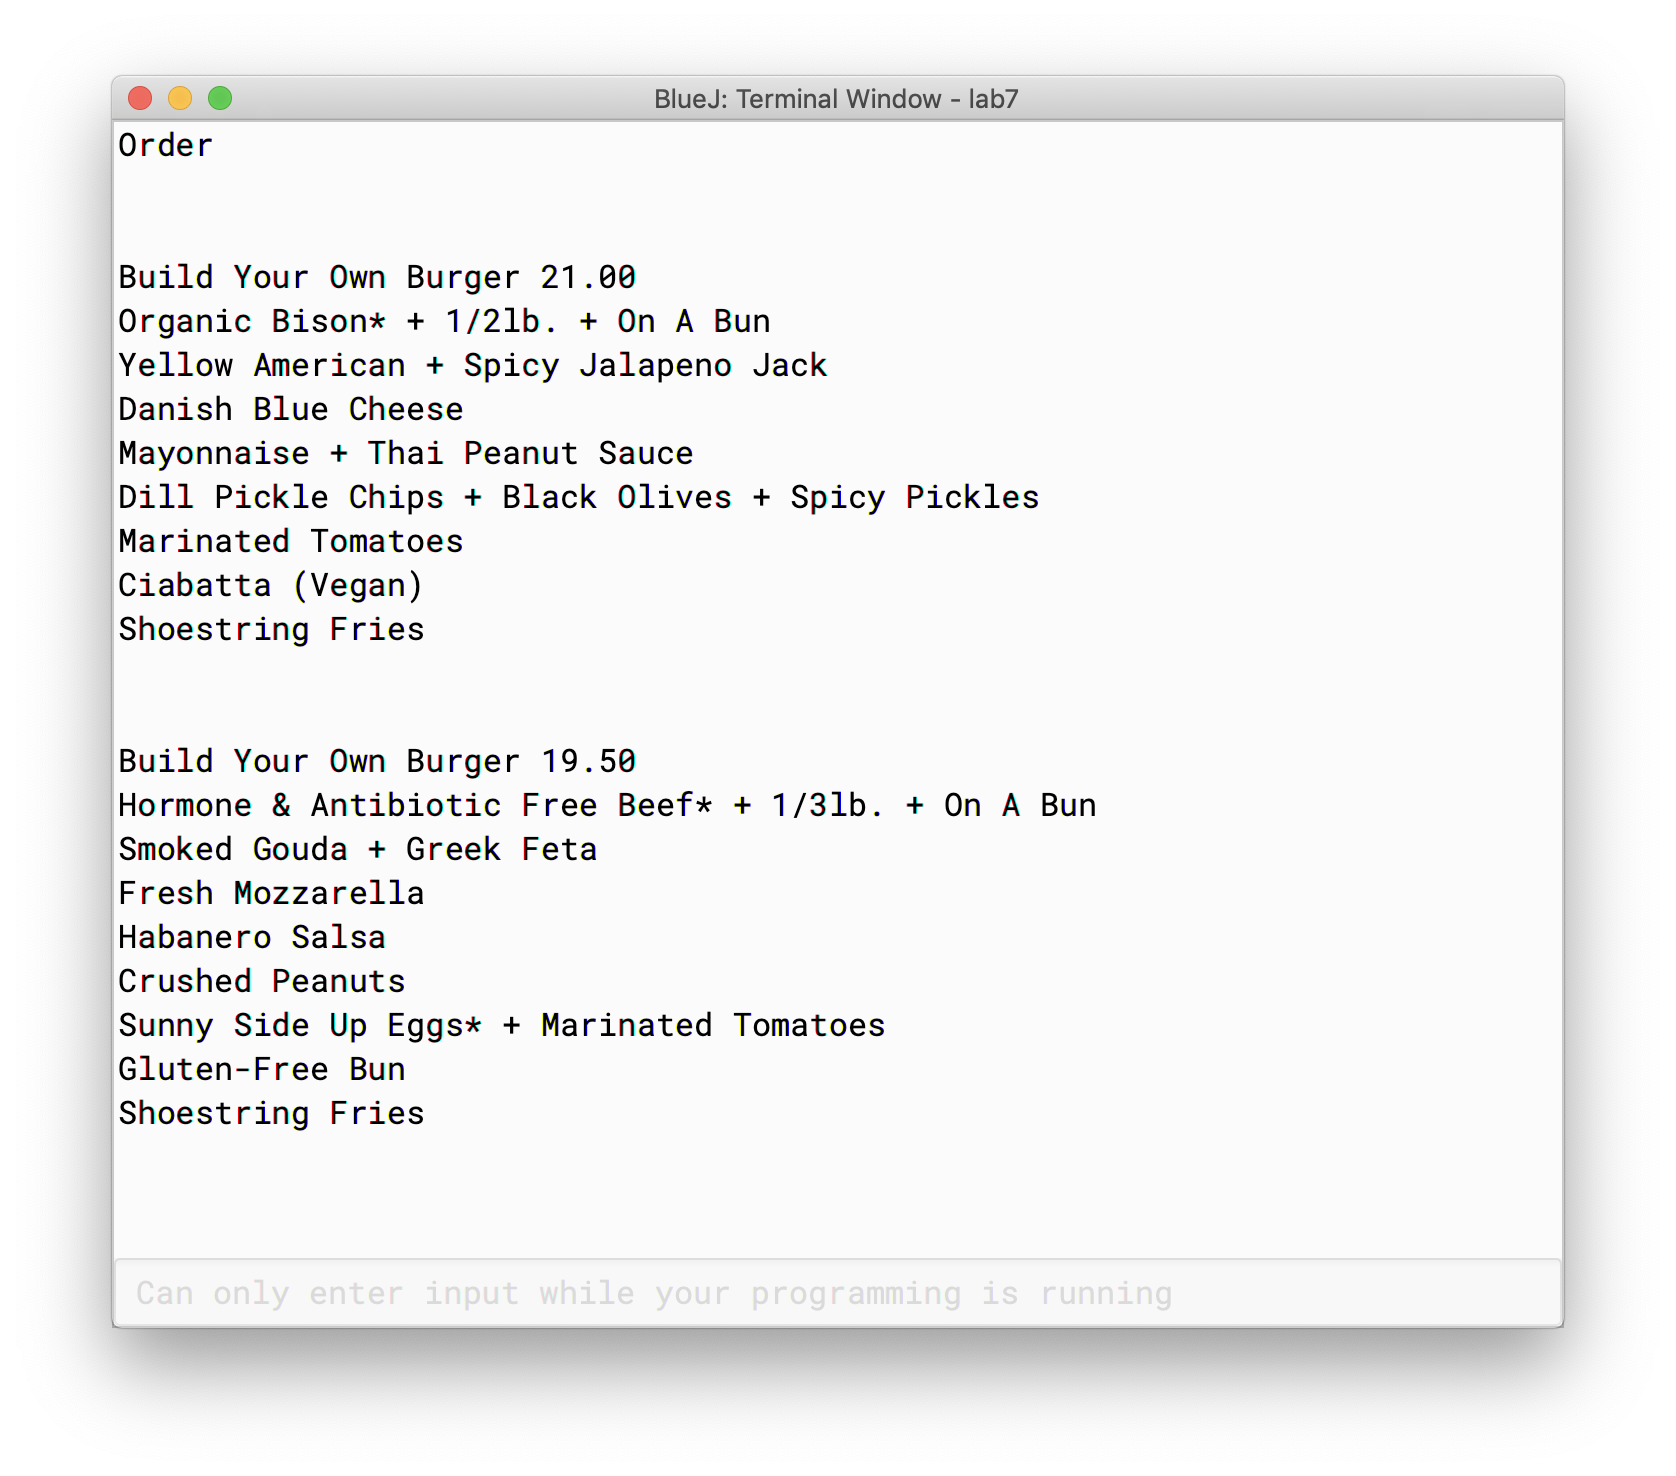 BlueJ: Terminal Window - lab7
Order
Build Your Own Burger 21.00
Organic Bison* + 1/2lb. + On A Bun
Yellow American + Spicy Jalapeno Jack
Danish Blue Cheese
Mayonnaise + Thai Peanut Sauce
Dill Pickle Chips + Black Olives + Spicy Pickles
Marinated Tomatoes
Ciabatta (Vegan)
Shoestring Fries
Build Your Own Burger 19.50
Hormone & Antibiotic Free Beef* + 1/3lb. + On A Bun
Smoked Gouda + Greek Feta
Fresh Mozzarella
Habanero Salsa
Crushed Peanuts
Sunny Side Up Eggs* + Marinated Tomatoes
Gluten-Free Bun
Shoestring Fries
Can only enter input while your programming is running